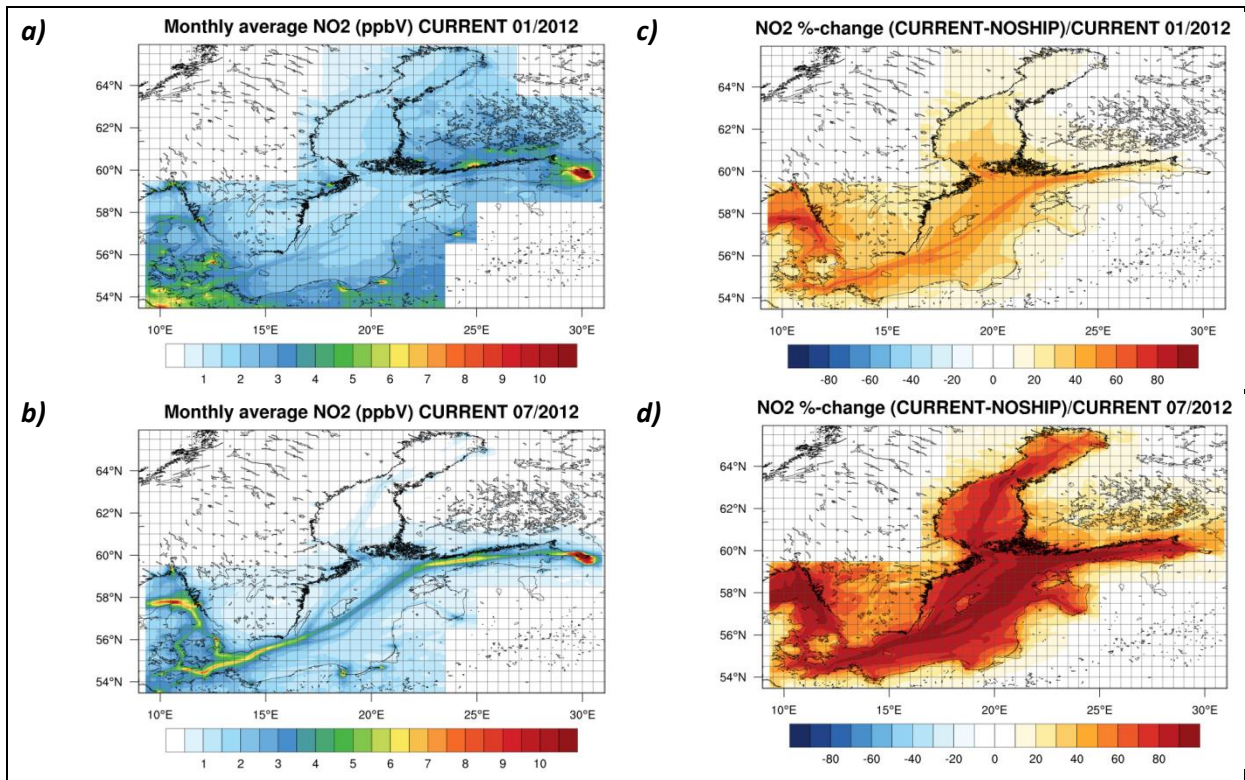 a)
Monthly average NO2 (ppbV) CURRENT 01/2012
64°N
62°N
60°N
58°N
56°N
54°N
10°E 15°E 20°E 25°E 30°E
1 2 3 4 5 6 7 8 9 10
c)
NO2 %-change (CURRENT-NOSHIP)/CURRENT 01/2012
64°N
62°N
60°N
58°N
56°N
54°N
10°E 15°E 20°E 25°E 30°E
-80 -60 -40 -20 0 20 40 60 80
b)
Monthly average NO2 (ppbV) CURRENT 07/2012
64°N
62°N
60°N
58°N
56°N
54°N
10°E 15°E 20°E 25°E 30°E
1 2 3 4 5 6 7 8 9 10
d)
NO2 %-change (CURRENT-NOSHIP)/CURRENT 07/2012
64°N
62°N
60°N
58°N
56°N
54°N
10°E 15°E 20°E 25°E 30°E
-80 -60 -40 -20 0 20 40 60 80